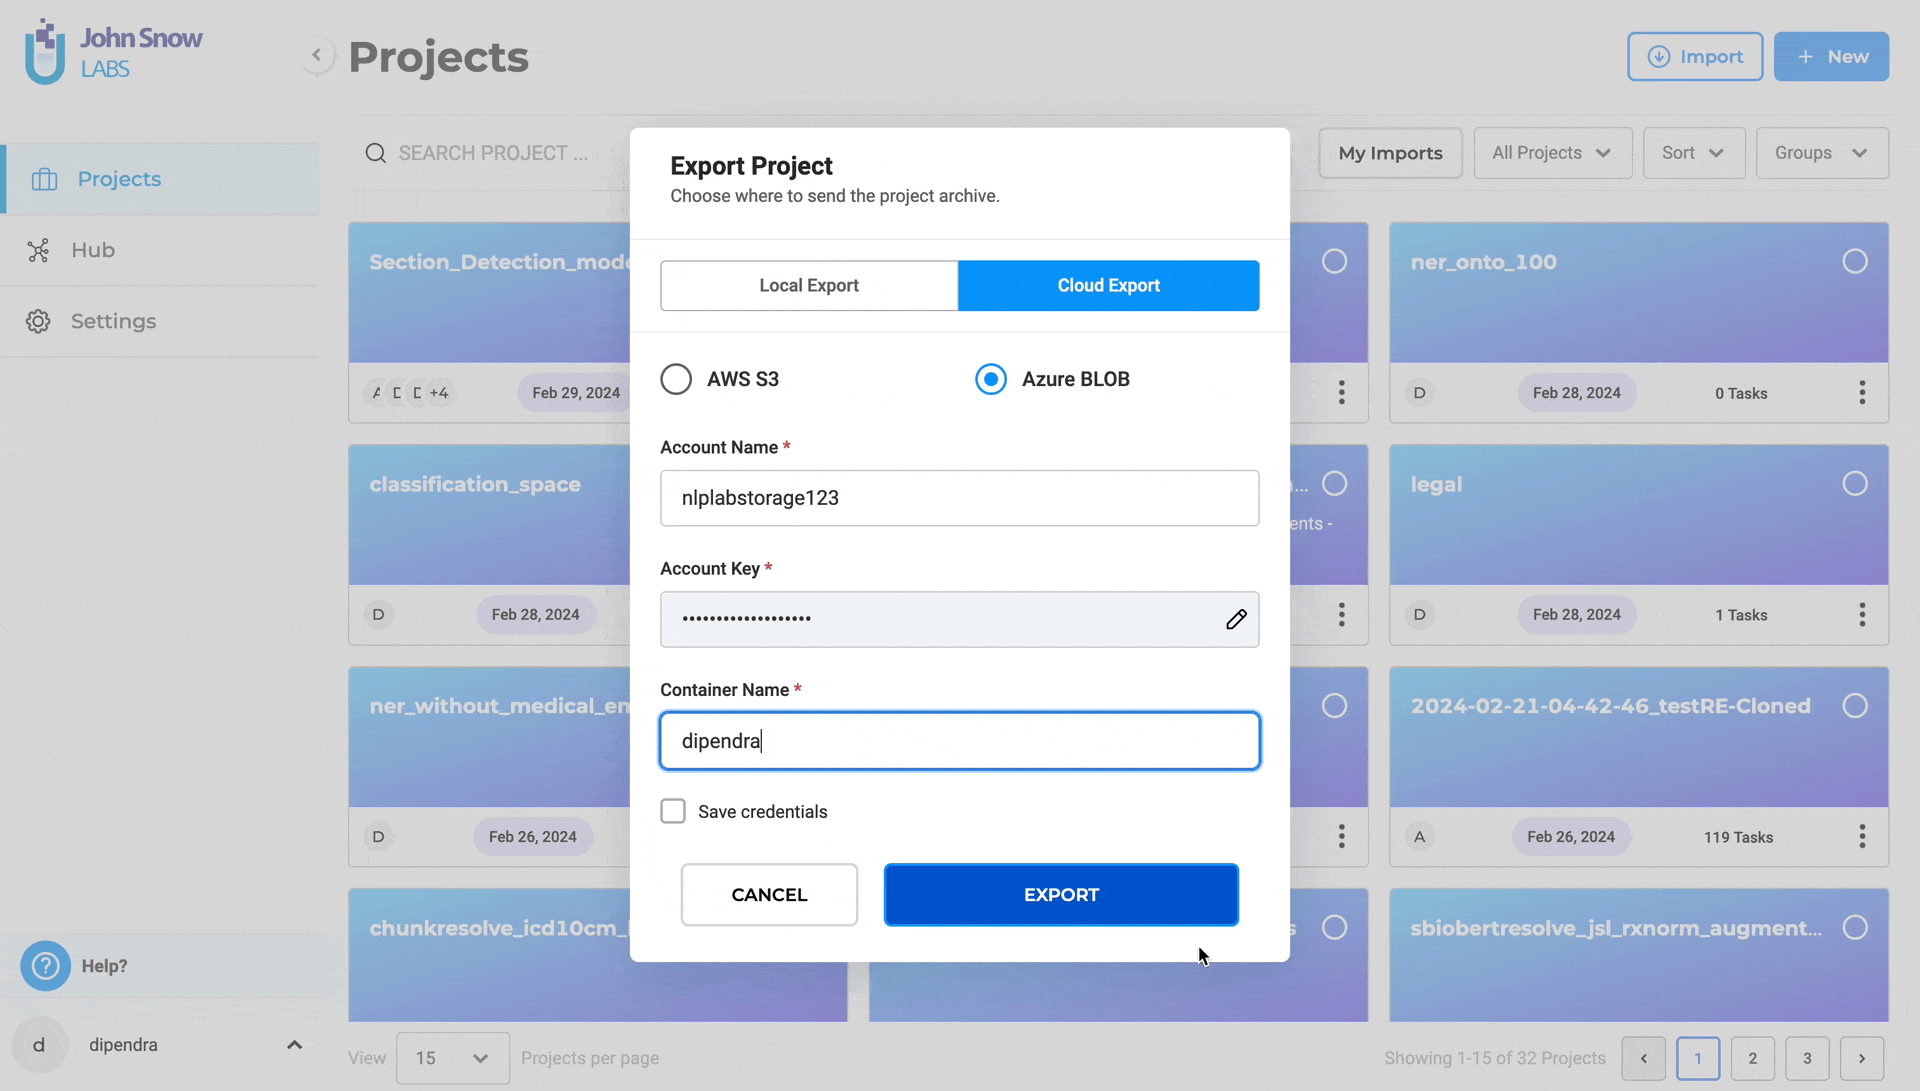 John Snow
LABS
Projects
Import
+ New
Projects
Hub
Settings
Help?
d
dipendra
SEARCH PROJECT ...
My Imports
All Projects
Sort
Groups
Export Project
Choose where to send the project archive.
Local Export
Cloud Export
AWS S3
Azure BLOB
Account Name *
nlplabstorage123
Account Key *
•••••••••••••••••••
Container Name *
dipendra
Save credentials
CANCEL
EXPORT
Section_Detection_mod
+4
Feb 29, 2024
ner_onto_100
D
Feb 28, 2024
0 Tasks
classification_space
D
Feb 28, 2024
...
ents -
legal
D
Feb 28, 2024
1 Tasks
ner_without_medical_em
D
Feb 26, 2024
2024-02-21-04-42-46_testRE-Cloned
A
Feb 26, 2024
119 Tasks
chunkresolve_icd10cm_
s
sbiobertresolve_jsl_rxnorm_augment...
View
15
Projects per page
Showing 1-15 of 32 Projects
‹
1
2
3
›